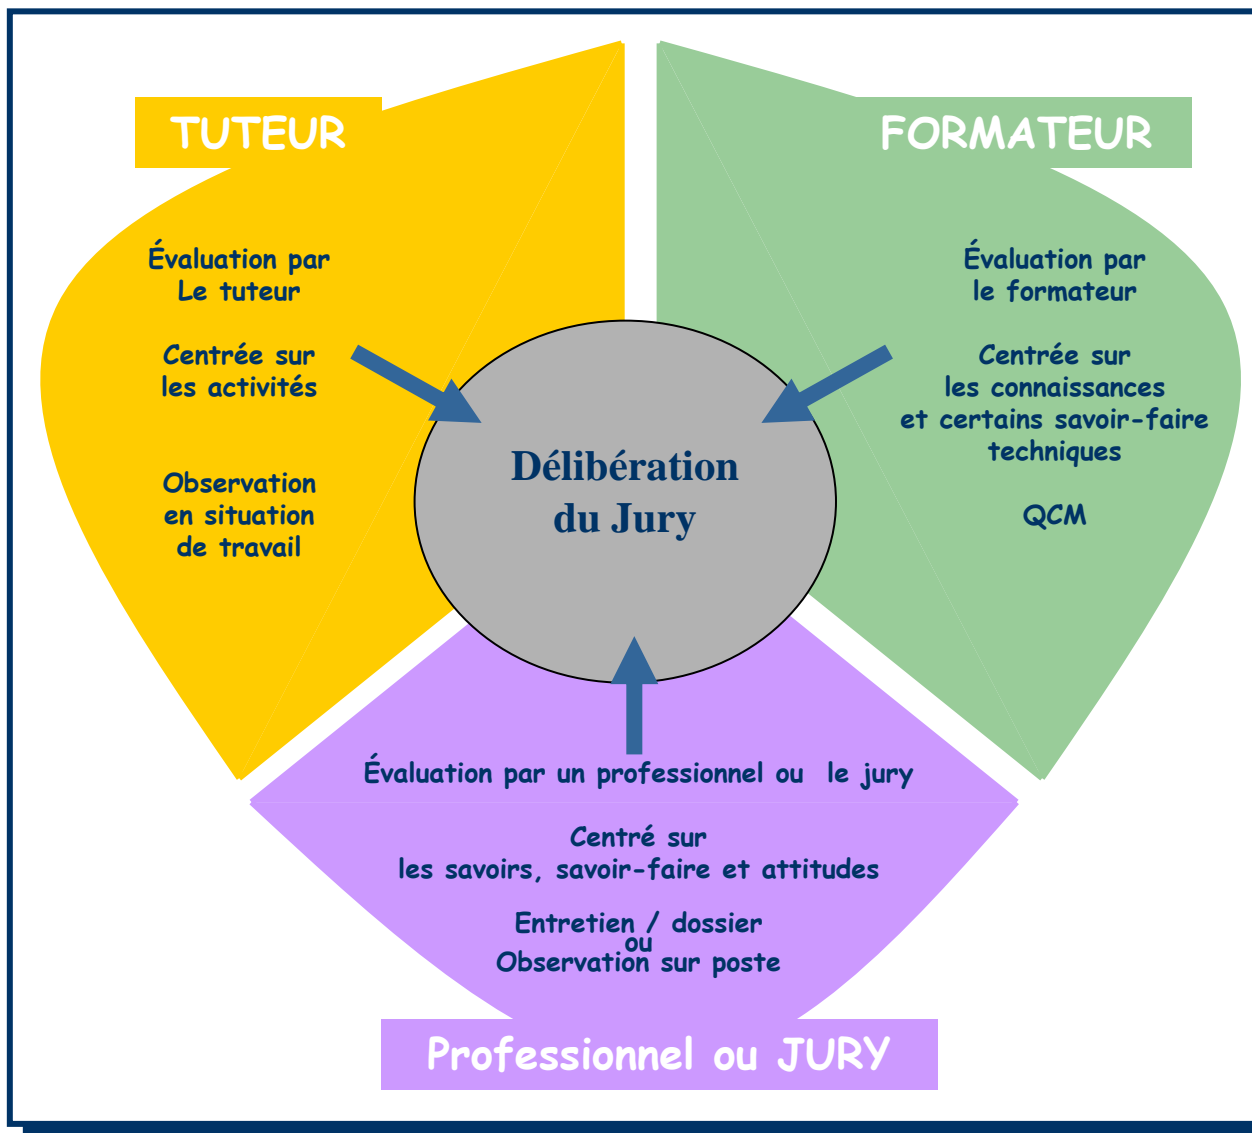 TUTEUR
Évaluation par
Le tuteur
Centrée sur
les activités
Observation
en situation
de travail
FORMATEUR
Évaluation par
le formateur
Centrée sur
les connaissances
et certains savoir-faire
techniques
QCM
Délibération
du Jury
Évaluation par un professionnel ou le jury
Centré sur
les savoirs, savoir-faire et attitudes
Entretien / dossier
ou
Observation sur poste
Professionnel ou JURY